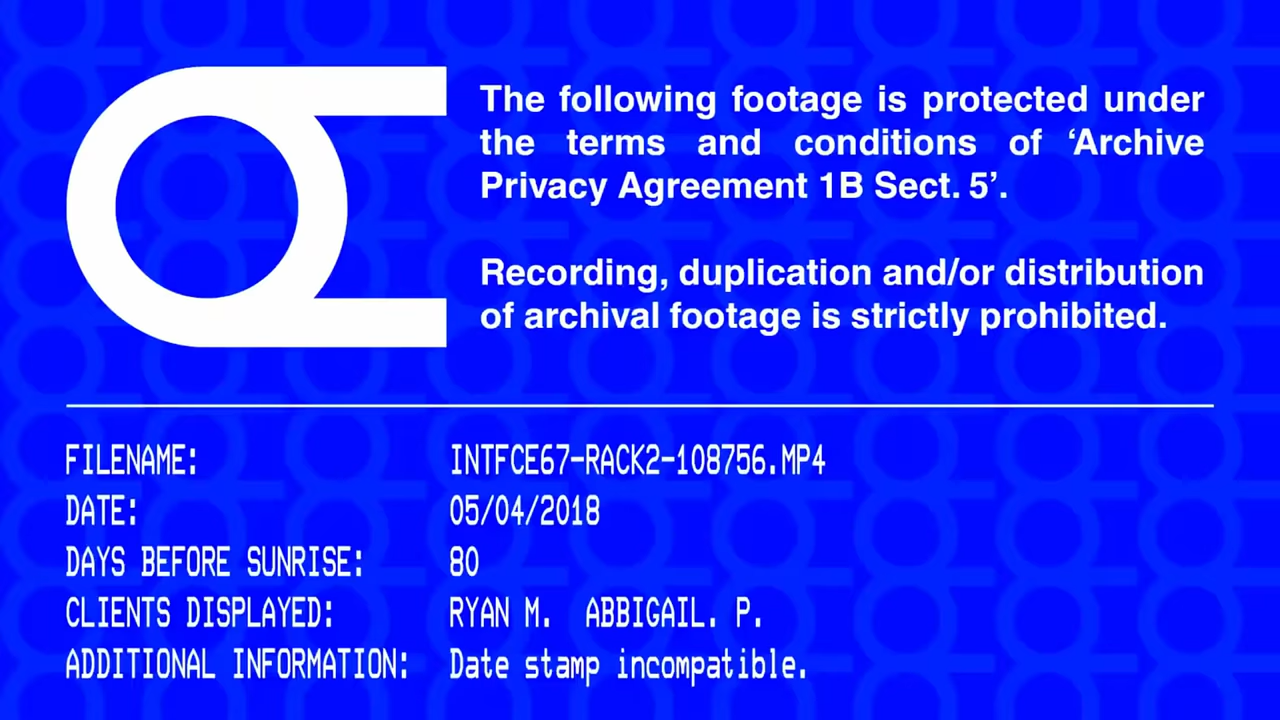 The following footage is protected under
the terms and conditions of ‘Archive
Privacy Agreement 1B Sect. 5’.
Recording, duplication and/or distribution
of archival footage is strictly prohibited.
FILENAME: INTFCE67-RACK2-108756.MP4
DATE: 05/04/2018
DAYS BEFORE SUNRISE: 80
CLIENTS DISPLAYED: RYAN M. ABBIGAIL. P.
ADDITIONAL INFORMATION: Date stamp incompatible.